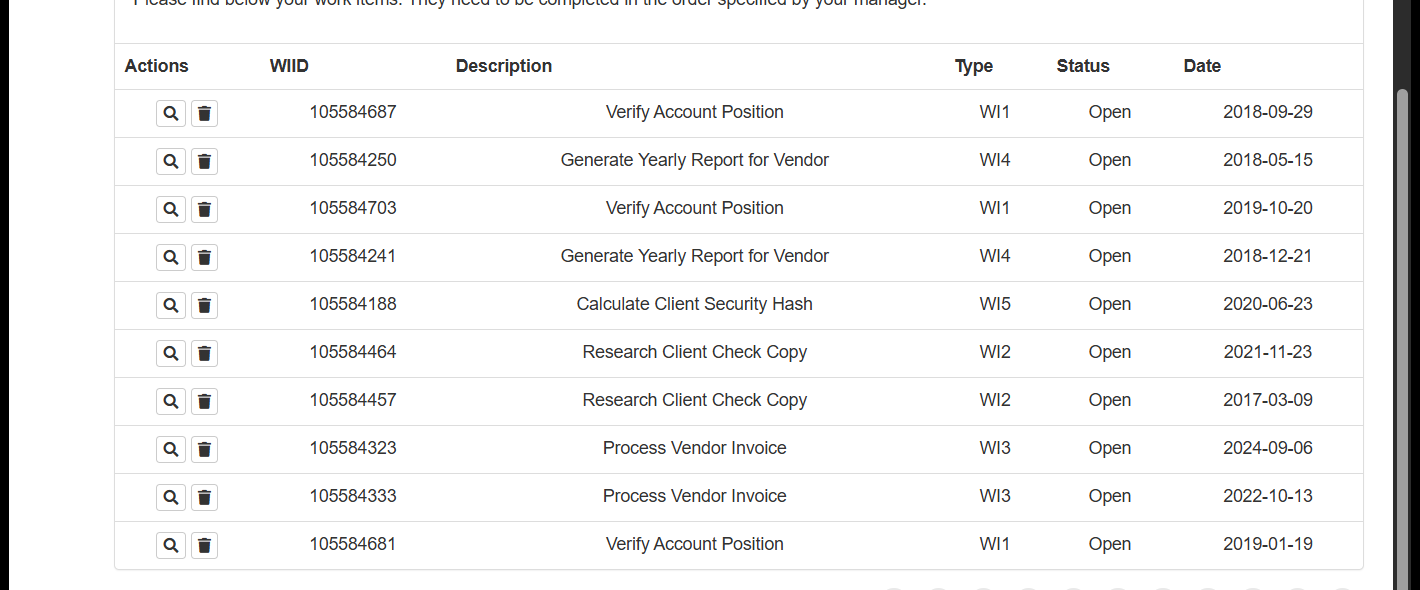 Please find below your work items. They need to be completed in the order specified by your manager.
Actions WIID Description Type Status Date
105584687 Verify Account Position WI1 Open 2018-09-29
105584250 Generate Yearly Report for Vendor WI4 Open 2018-05-15
105584703 Verify Account Position WI1 Open 2019-10-20
105584241 Generate Yearly Report for Vendor WI4 Open 2018-12-21
105584188 Calculate Client Security Hash WI5 Open 2020-06-23
105584464 Research Client Check Copy WI2 Open 2021-11-23
105584457 Research Client Check Copy WI2 Open 2017-03-09
105584323 Process Vendor Invoice WI3 Open 2024-09-06
105584333 Process Vendor Invoice WI3 Open 2022-10-13
105584681 Verify Account Position WI1 Open 2019-01-19